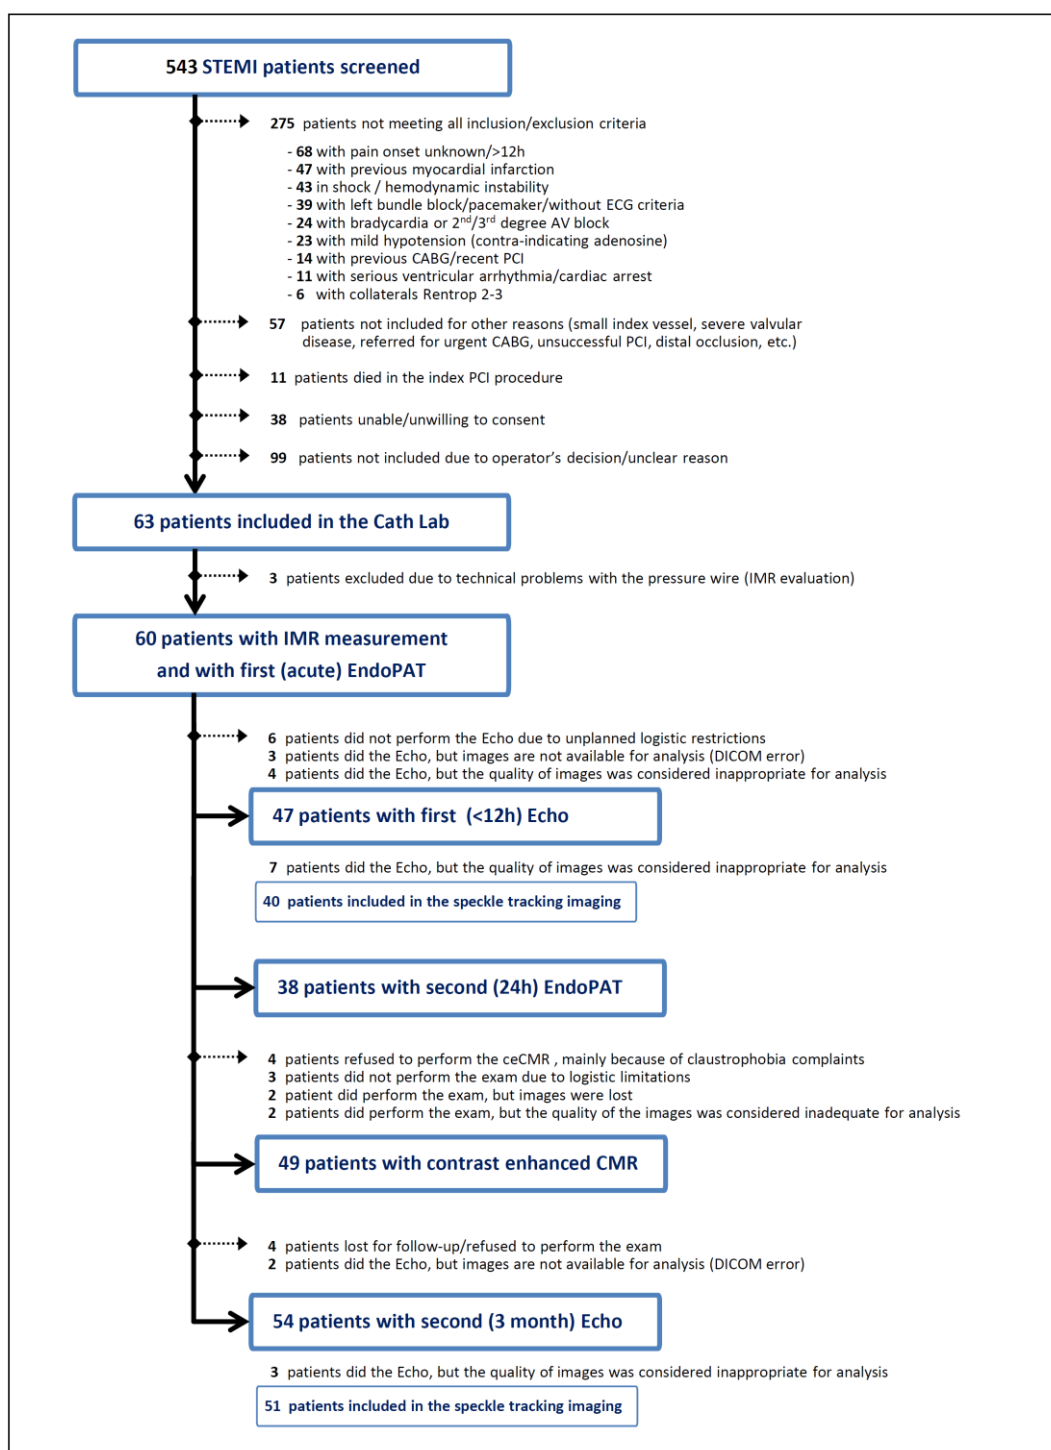 543 STEMI patients screened
275 patients not meeting all inclusion/exclusion criteria
- 68 with pain onset unknown/>12h
- 47 with previous myocardial infarction
- 43 in shock / hemodynamic instability
- 39 with left bundle block/pacemaker/without ECG criteria
- 24 with bradycardia or 2nd/3rd degree AV block
- 23 with mild hypotension (contra-indicating adenosine)
- 14 with previous CABG/recent PCI
- 11 with serious ventricular arrhythmia/cardiac arrest
- 6 with collaterals Rentrop 2-3
57 patients not included for other reasons (small index vessel, severe valvular
disease, referred for urgent CABG, unsuccessful PCI, distal occlusion, etc.)
11 patients died in the index PCI procedure
38 patients unable/unwilling to consent
99 patients not included due to operator's decision/unclear reason
63 patients included in the Cath Lab
3 patients excluded due to technical problems with the pressure wire (IMR evaluation)
60 patients with IMR measurement
and with first (acute) EndoPAT
6 patients did not perform the Echo due to unplanned logistic restrictions
3 patients did the Echo, but images are not available for analysis (DICOM error)
4 patients did the Echo, but the quality of images was considered inappropriate for analysis
47 patients with first (<12h) Echo
7 patients did the Echo, but the quality of images was considered inappropriate for analysis
40 patients included in the speckle tracking imaging
38 patients with second (24h) EndoPAT
4 patients refused to perform the ceCMR , mainly because of claustrophobia complaints
3 patients did not perform the exam due to logistic limitations
2 patient did perform the exam, but images were lost
2 patients did perform the exam, but the quality of the images was considered inadequate for analysis
49 patients with contrast enhanced CMR
4 patients lost for follow-up/refused to perform the exam
2 patients did the Echo, but images are not available for analysis (DICOM error)
54 patients with second (3 month) Echo
3 patients did the Echo, but the quality of images was considered inappropriate for analysis
51 patients included in the speckle tracking imaging